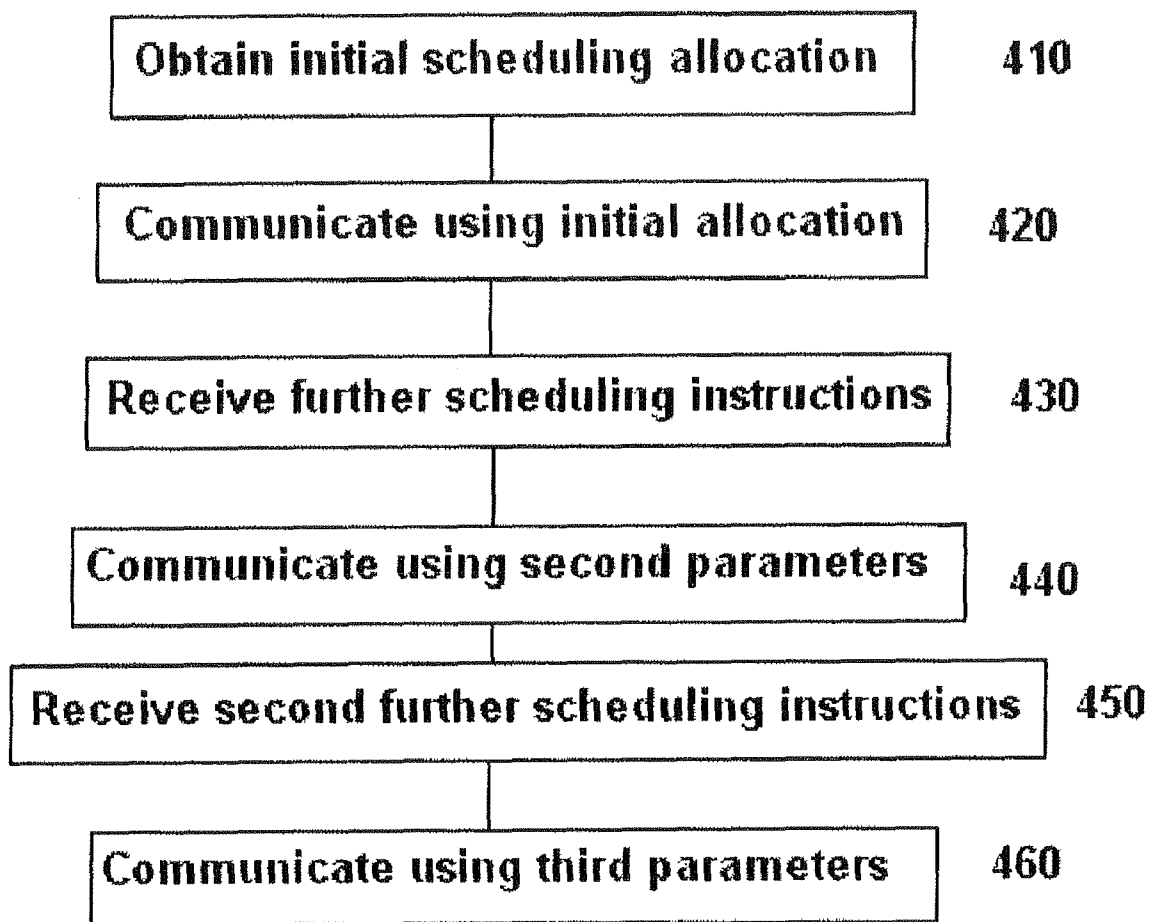 Obtain initial scheduling allocation 410
Communicate using initial allocation 420
Receive further scheduling instructions 430
Communicate using second parameters 440
Receive second further scheduling instructions 450
Communicate using third parameters 460